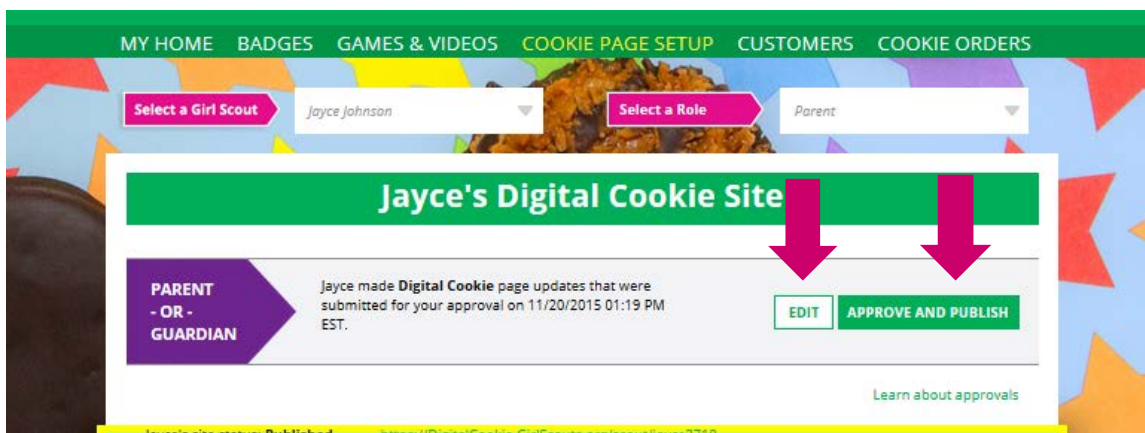 MY HOME BADGES GAMES & VIDEOS COOKIE PAGE SETUP CUSTOMERS COOKIE ORDERS
Select a Girl Scout Jayce Johnson Select a Role Parent
Jayce's Digital Cookie Site
PARENT
- OR -
GUARDIAN
Jayce made Digital Cookie page updates that were
submitted for your approval on 11/20/2015 01:19 PM
EST.
EDIT APPROVE AND PUBLISH
Learn about approvals